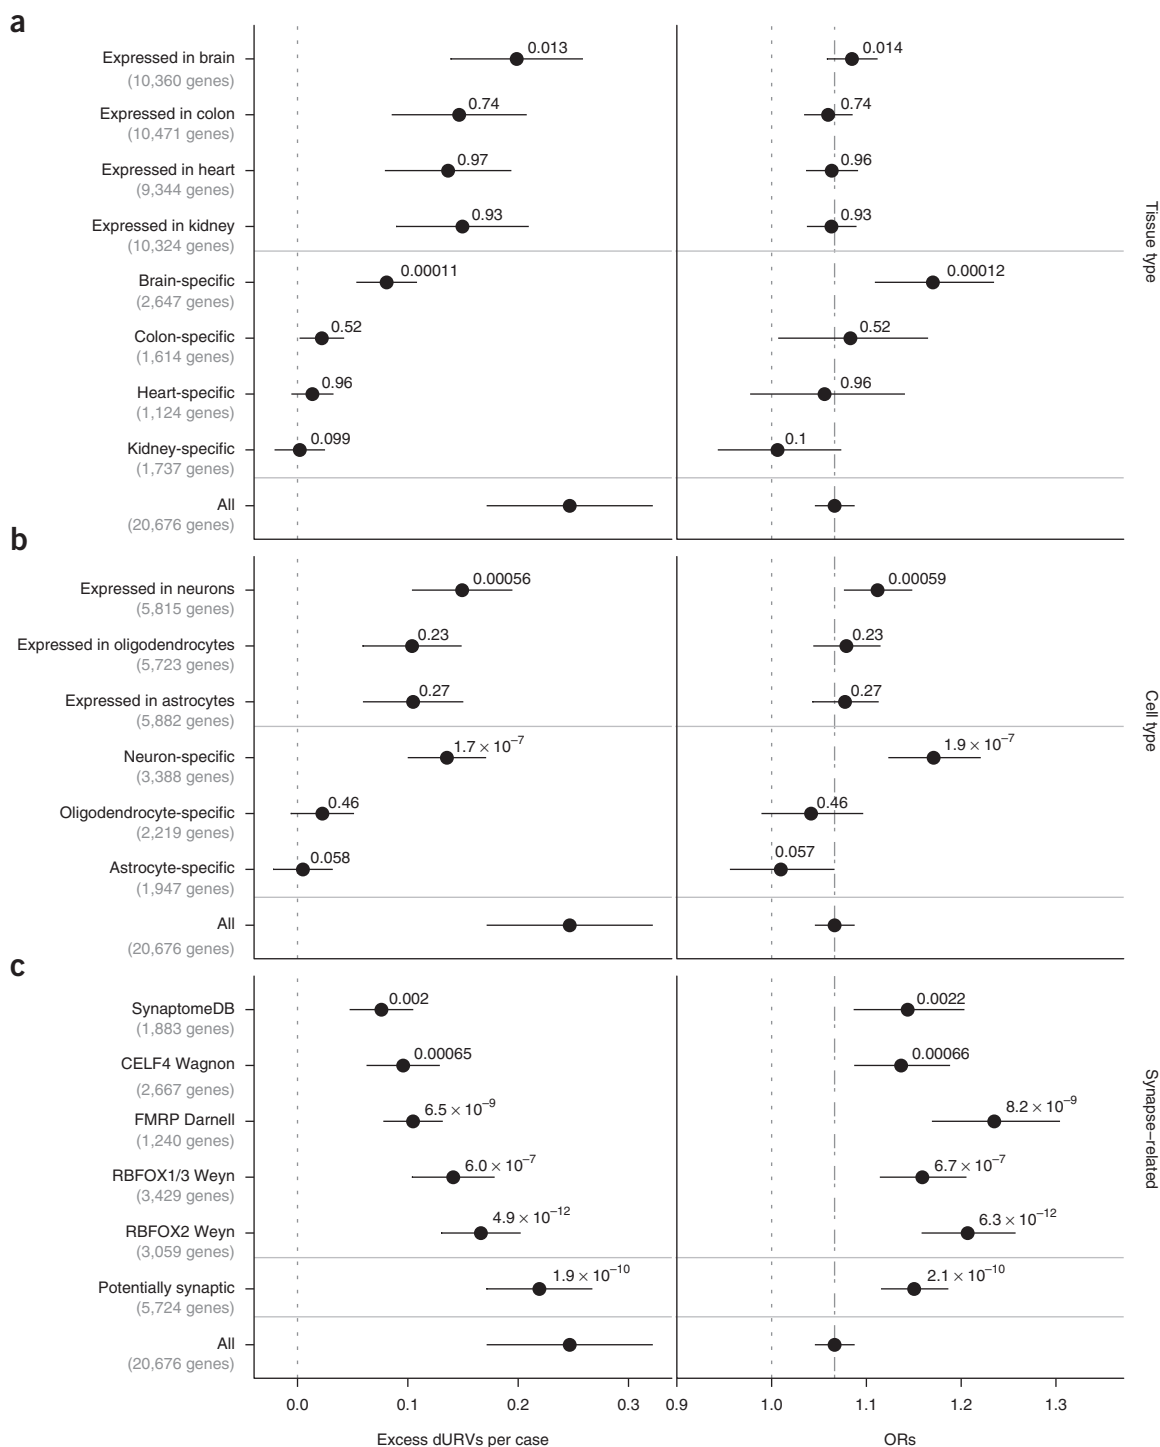 a
Expressed in brain
(10,360 genes)
0.013
0.014
Expressed in colon
(10,471 genes)
0.74
0.74
Expressed in heart
(9,344 genes)
0.97
0.96
Expressed in kidney
(10,324 genes)
0.93
0.93
Brain-specific
(2,647 genes)
0.00011
0.00012
Colon-specific
(1,614 genes)
0.52
0.52
Heart-specific
(1,124 genes)
0.96
0.96
Kidney-specific
(1,737 genes)
0.099
0.1
All
(20,676 genes)
Tissue type
b
Expressed in neurons
(5,815 genes)
0.00056
0.00059
Expressed in oligodendrocytes
(5,723 genes)
0.23
0.23
Expressed in astrocytes
(5,882 genes)
0.27
0.27
Neuron-specific
(3,388 genes)
1.7 × 10⁻⁷
1.9 × 10⁻⁷
Oligodendrocyte-specific
(2,219 genes)
0.46
0.46
Astrocyte-specific
(1,947 genes)
0.058
0.057
All
(20,676 genes)
Cell type
c
SynaptomeDB
(1,883 genes)
0.002
0.0022
CELF4 Wagnon
(2,667 genes)
0.00065
0.00066
FMRP Darnell
(1,240 genes)
6.5 × 10⁻⁹
8.2 × 10⁻⁹
RBFOX1/3 Weyn
(3,429 genes)
6.0 × 10⁻⁷
6.7 × 10⁻⁷
RBFOX2 Weyn
(3,059 genes)
4.9 × 10⁻¹²
6.3 × 10⁻¹²
Potentially synaptic
(5,724 genes)
1.9 × 10⁻¹⁰
2.1 × 10⁻¹⁰
All
(20,676 genes)
Synapse–related
0.0 0.1 0.2 0.3 0.9 1.0 1.1 1.2 1.3
Excess dURVs per case
ORs